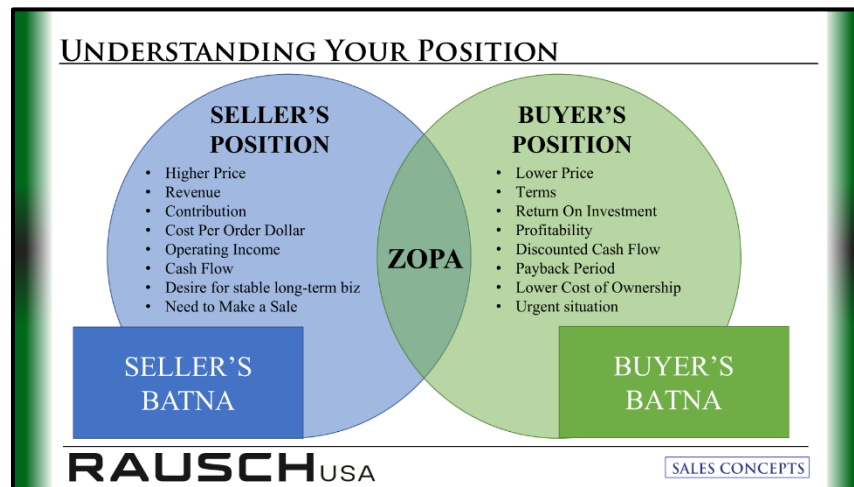 UNDERSTANDING YOUR POSITION
SELLER'S
POSITION
• Higher Price
• Revenue
• Contribution
• Cost Per Order Dollar
• Operating Income
• Cash Flow
• Desire for stable long-term biz
• Need to Make a Sale
BUYER'S
POSITION
• Lower Price
• Terms
• Return On Investment
• Profitability
• Discounted Cash Flow
• Payback Period
• Lower Cost of Ownership
• Urgent situation
ZOPA
SELLER'S
BATNA
BUYER'S
BATNA
RAUSCH USA
SALES CONCEPTS